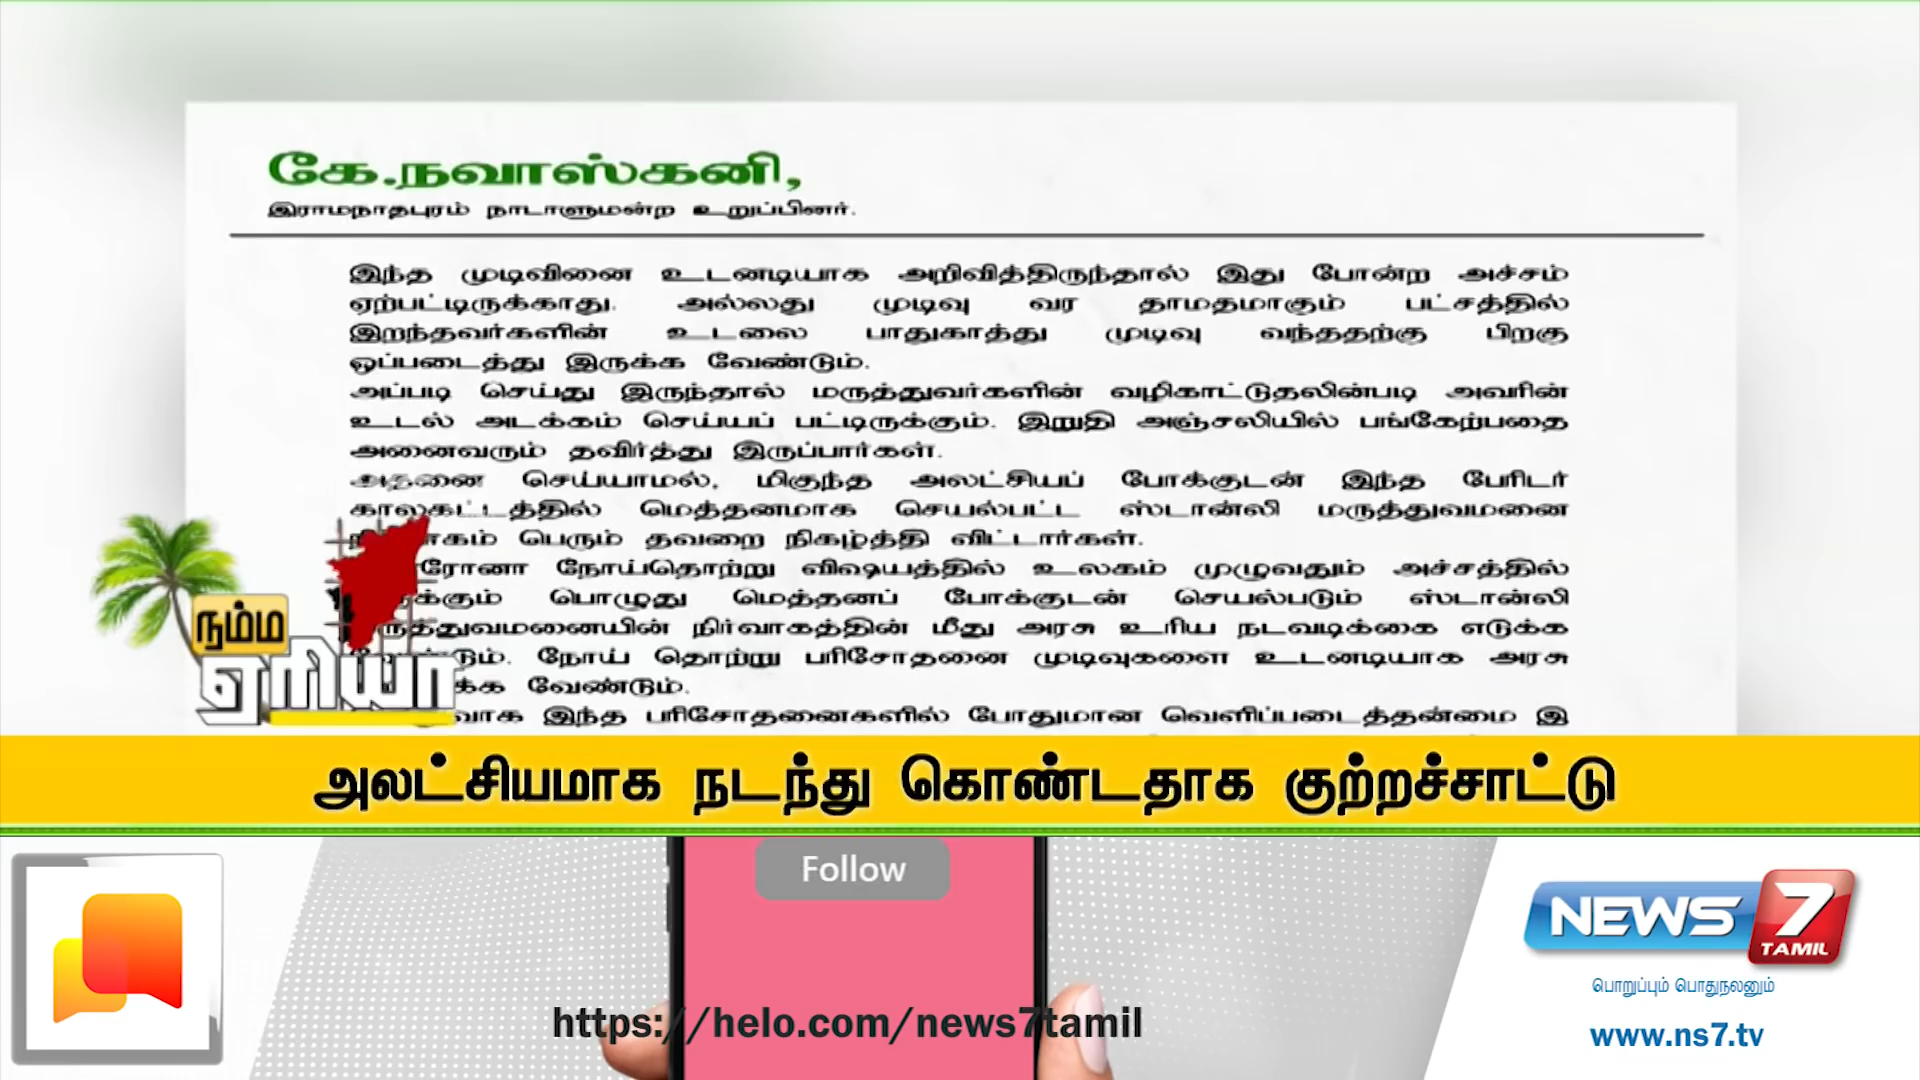 கே.நவாஸ்கனி,
இராமநாதபுரம் நாடாளுமன்ற உறுப்பினர்.
இந்த முடிவினை உடனடியாக அறிவித்திருந்தால் இது போன்ற அச்சம்
ஏற்பட்டிருக்காது. அல்லது முடிவு வர தாமதமாகும் பட்சத்தில்
இறந்தவர்களின் உடலை பாதுகாத்து முடிவு வந்ததற்கு பிறகு
ஒப்படைத்து இருக்க வேண்டும்.
அப்படி செய்து இருந்தால் மருத்துவர்களின் வழிகாட்டுதலின்படி அவரின்
உடல் அடக்கம் செய்யப் பட்டிருக்கும். இறுதி அஞ்சலியில் பங்கேற்பதை
அனைவரும் தவிர்த்து இருப்பார்கள்.
அதனை செய்யாமல், மிகுந்த அலட்சியப் போக்குடன் இந்த பேரிடர்
காலகட்டத்தில் மெத்தனமாக செயல்பட்ட ஸ்டான்லி மருத்துவமனை
பெரும் தவறை நிகழ்த்தி விட்டார்கள்.
நோய்தொற்று விஷயத்தில் உலகம் முழுவதும் அச்சத்தில்
பொழுது மெத்தனப் போக்குடன் செயல்படும் ஸ்டான்லி
நிர்வாகத்தின் மீது அரசு உரிய நடவடிக்கை எடுக்க
நோய் தொற்று பரிசோதனை முடிவுகளை உடனடியாக அரசு
வேண்டும்.
இந்த பரிசோதனைகளில் போதுமான வெளிப்படைத்தன்மை இ
நம்ம
ஏரியா
அலட்சியமாக நடந்து கொண்டதாக குற்றச்சாட்டு
Follow
https://helo.com/news7tamil
NEWS 7
TAMIL
பொறுப்பும் பொதுநலனும்
www.ns7.tv